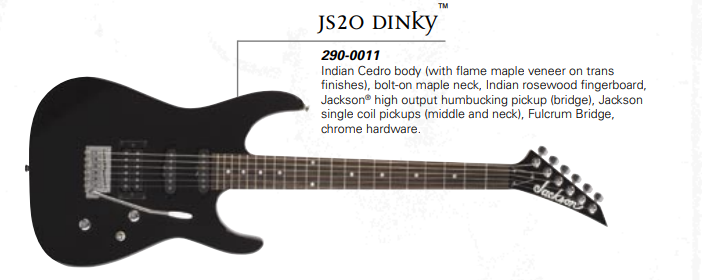 JS20 DINKY™
290-0011
Indian Cedro body (with flame maple veneer on trans
finishes), bolt-on maple neck, Indian rosewood fingerboard,
Jackson® high output humbucking pickup (bridge), Jackson
single coil pickups (middle and neck), Fulcrum Bridge,
chrome hardware.
Jackson